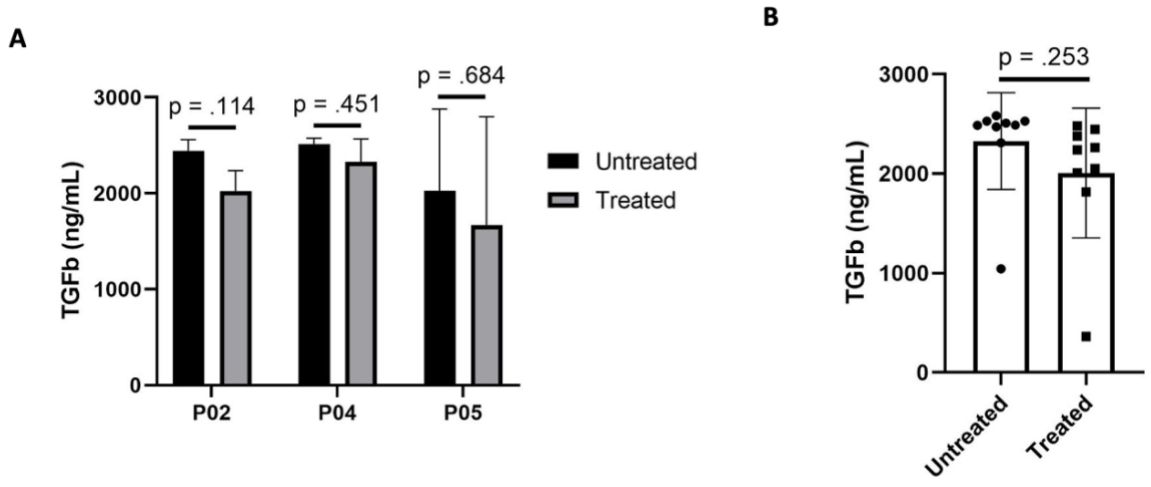 A
TGFb (ng/mL)
3000
2000
1000
0
p = .114
p = .451
p = .684
P02
P04
P05
Untreated
Treated
B
TGFb (ng/mL)
3000
2000
1000
0
p = .253
Untreated
Treated